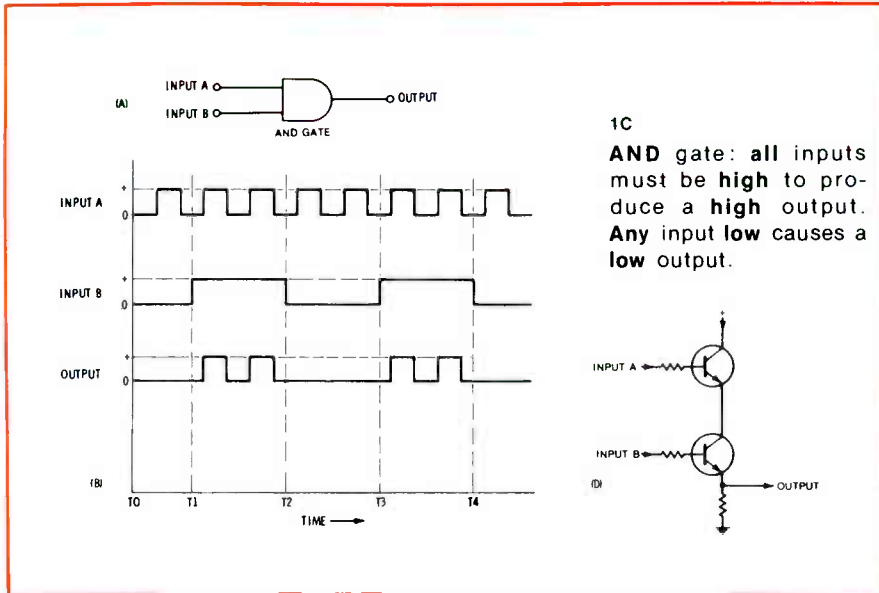 (A)
INPUT A
INPUT B
OUTPUT
AND GATE
INPUT A
+
0
INPUT B
+
0
OUTPUT
+
0
(B)
T0 T1 T2 T3 T4
TIME
1C
AND gate: all inputs
must be high to pro-
duce a high output.
Any input low causes a
low output.
+
INPUT A
INPUT B
(D)
OUTPUT